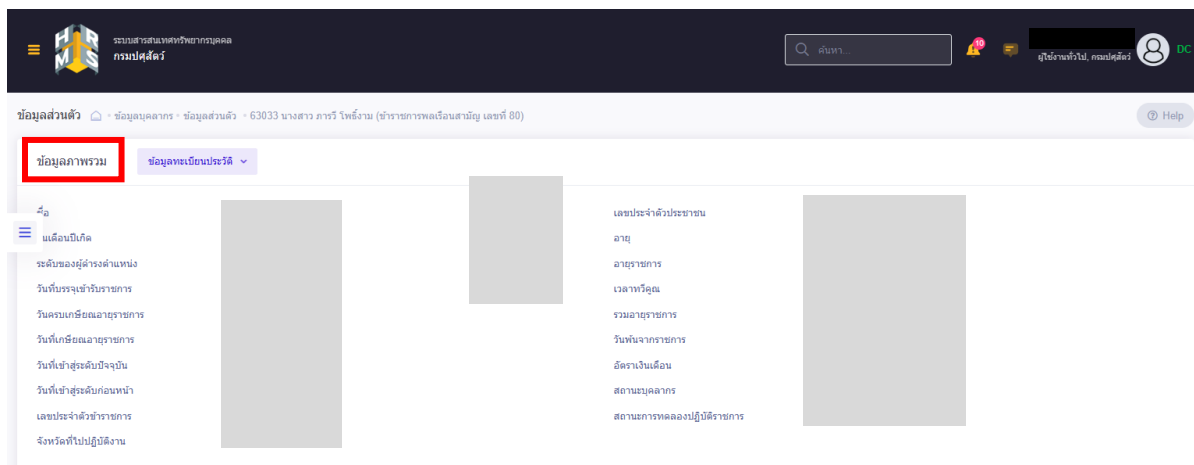 HR
MS
ระบบสารสนเทศทรัพยากรบุคคล
กรมปศุสัตว์
ค้นหา...
10
ผู้ใช้งานทั่วไป, กรมปศุสัตว์
DC
ข้อมูลส่วนตัว ข้อมูลบุคลากร ข้อมูลส่วนตัว 63033 นางสาว ภารวี โพธิ์งาม (ข้าราชการพลเรือนสามัญ เลขที่ 80)
Help
ข้อมูลภาพรวม
ข้อมูลทะเบียนประวัติ
ชื่อ
นเดือนปีเกิด
ระดับของผู้ดำรงตำแหน่ง
วันที่บรรจุเข้ารับราชการ
วันครบเกษียณอายุราชการ
วันที่เกษียณอายุราชการ
วันที่เข้าสู่ระดับปัจจุบัน
วันที่เข้าสู่ระดับก่อนหน้า
เลขประจำตัวข้าราชการ
จังหวัดที่ไปปฏิบัติงาน
เลขประจำตัวประชาชน
อายุ
อายุราชการ
เวลาทวีคูณ
รวมอายุราชการ
วันพ้นจากราชการ
อัตราเงินเดือน
สถานะบุคลากร
สถานะการทดลองปฏิบัติราชการ